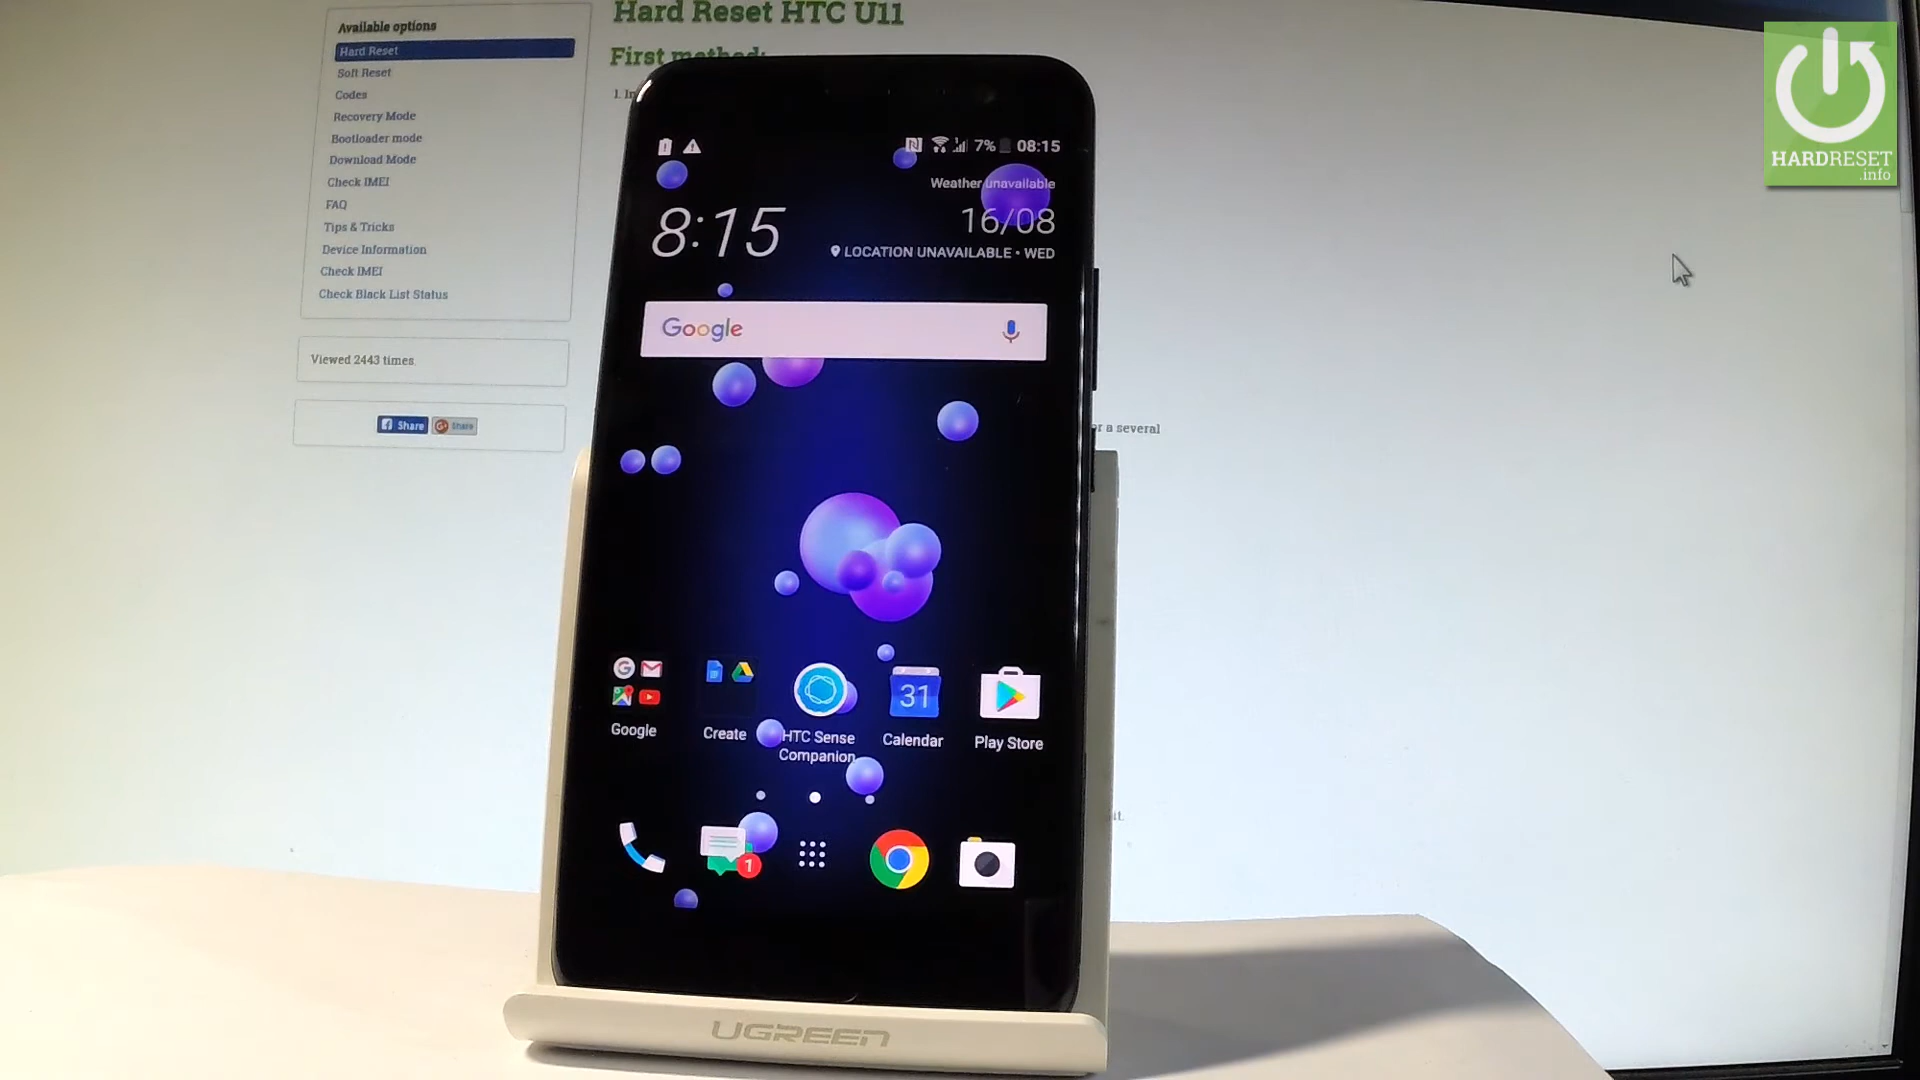 Available options
Hard Reset
Soft Reset
Codes
Recovery Mode
Bootloader mode
Download Mode
Check IMEI
FAQ
Tips & Tricks
Device Information
Check IMEI
Check Black List Status
Viewed 2443 times.
Share
Share
Hard Reset HTC U11
First method:
1.
or a several
7% 08:15
Weather unavailable
8:15
16/08
LOCATION UNAVAILABLE • WED
Google
31
Google
Create
HTC Sense Companion
Calendar
Play Store
1
UGREEN
HARDRESET
.info